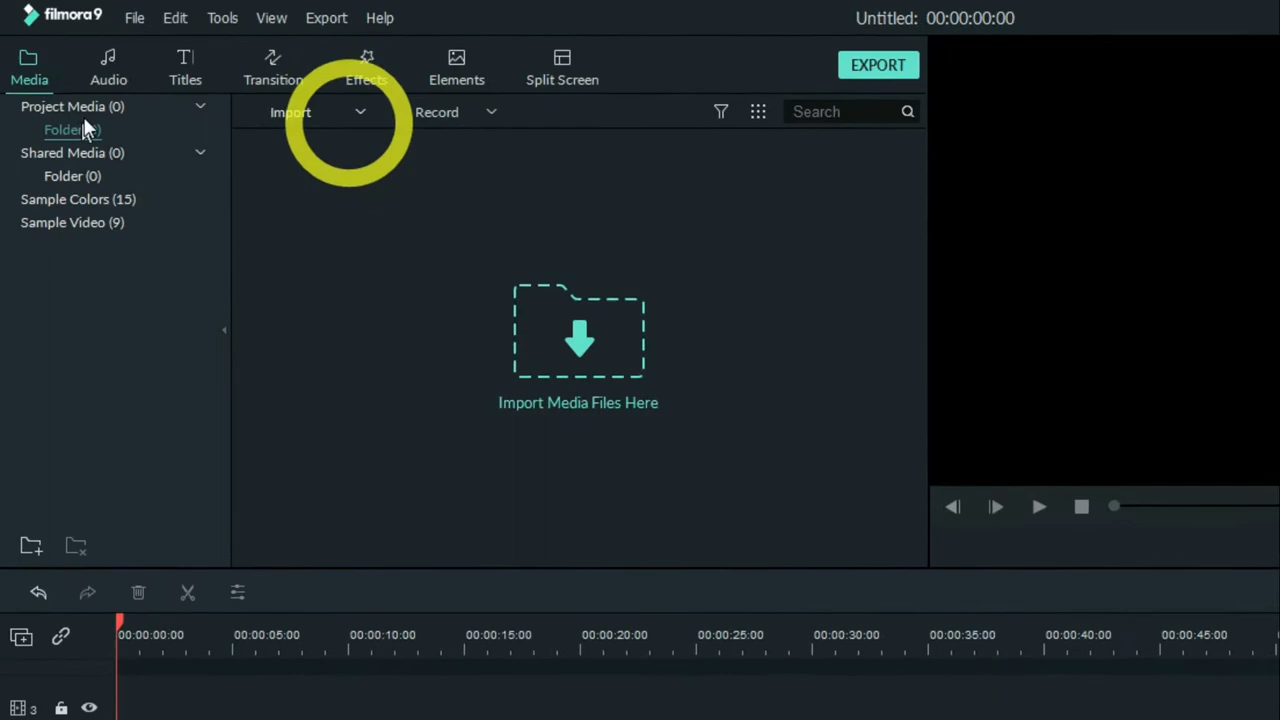 filmora9 File Edit Tools View Export Help Untitled: 00:00:00:00
Media Audio Titles Transition Effects Elements Split Screen EXPORT
Project Media (0) Import Record Search
Folder
Shared Media (0)
Folder (0)
Sample Colors (15)
Sample Video (9)
Import Media Files Here
00:00:00:00 00:00:05:00 00:00:10:00 00:00:15:00 00:00:20:00 00:00:25:00 00:00:30:00 00:00:35:00 00:00:40:00 00:00:45:00
3